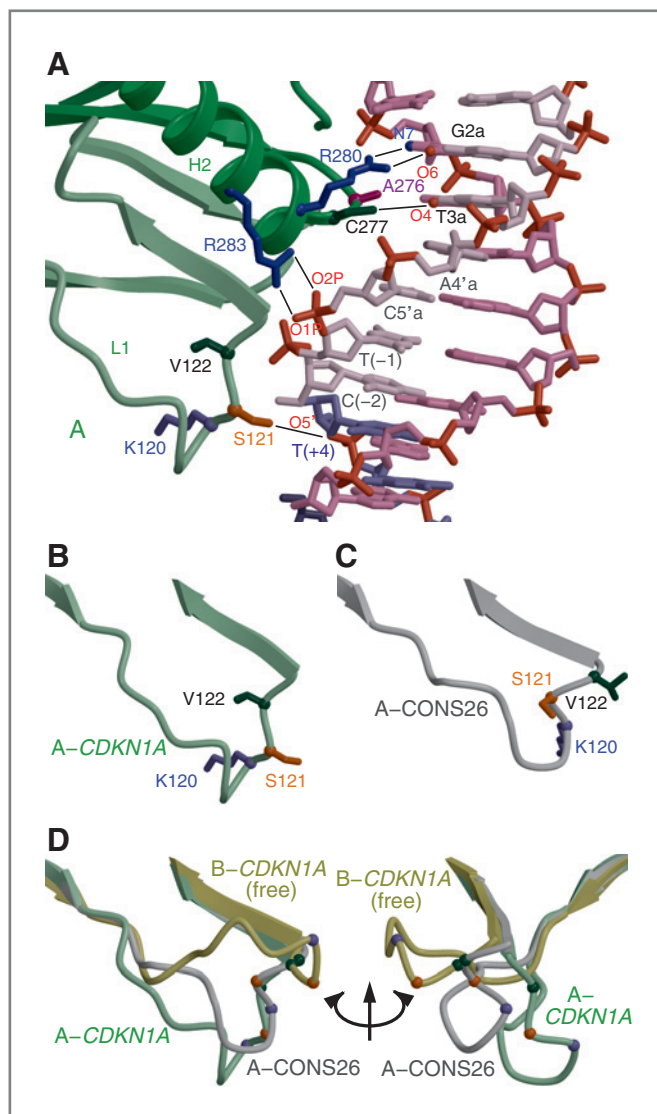 A
H2
R280
N7
G2a
O6
A276
O4
T3a
C277
R283
O2P
A4'a
C5'a
O1P
L1
T(−1)
V122
C(−2)
A
O5'
K120
S121
T(+4)
B
C
V122
S121
V122
A−CONS26
A−CDKN1A
K120
S121
K120
D
B−CDKN1A
(free)
B−CDKN1A
(free)
A−CDKN1A
A−
CDKN1A
A−CONS26
A−CONS26